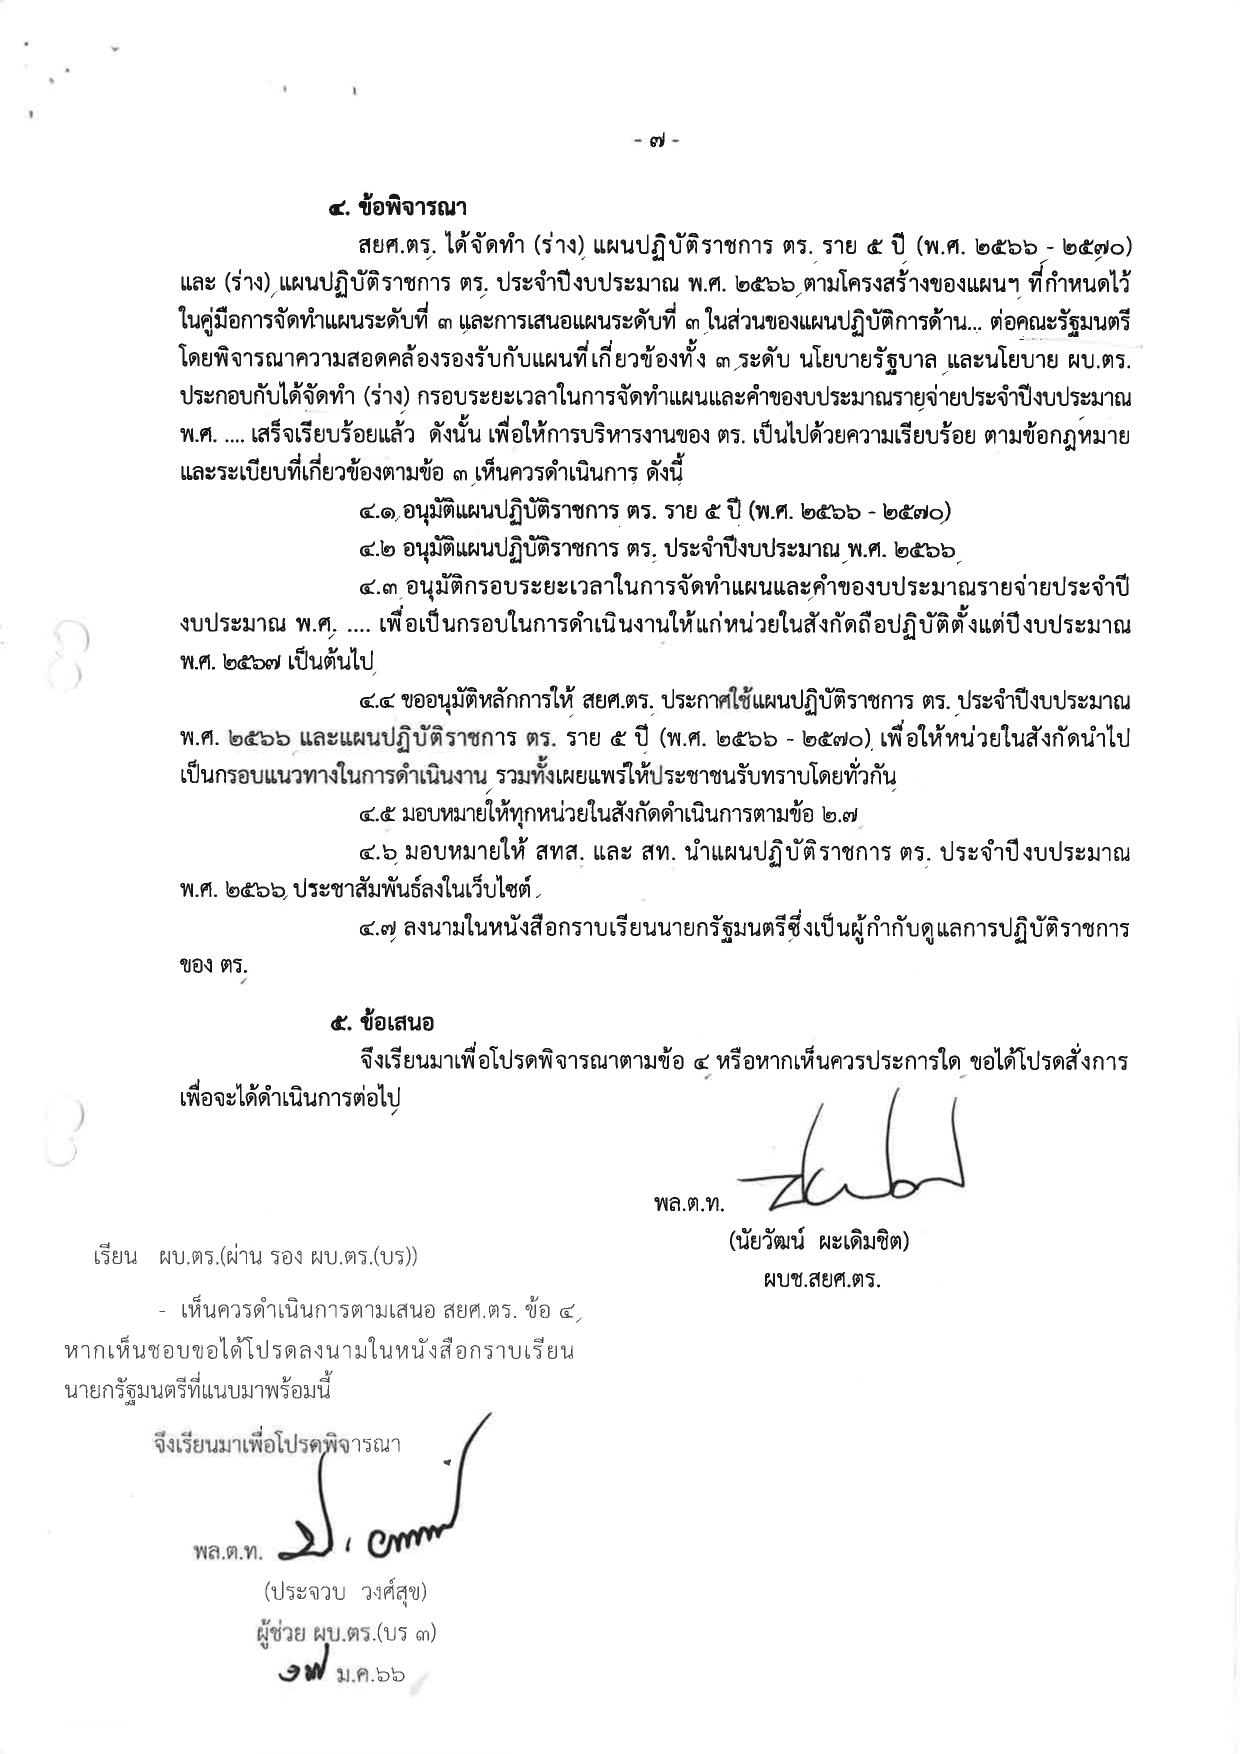 - ๗ -
๔. ข้อพิจารณา
สยศ.ตร. ได้จัดทำ (ร่าง) แผนปฏิบัติราชการ ตร. ราย ๕ ปี (พ.ศ. ๒๕๖๖ - ๒๕๗๐)
และ (ร่าง) แผนปฏิบัติราชการ ตร. ประจำปีงบประมาณ พ.ศ. ๒๕๖๖ ตามโครงสร้างของแผนฯ ที่กำหนดไว้
ในคู่มือการจัดทำแผนระดับที่ ๓ และการเสนอแผนระดับที่ ๓ ในส่วนของแผนปฏิบัติการด้าน... ต่อคณะรัฐมนตรี
โดยพิจารณาความสอดคล้องรองรับกับแผนที่เกี่ยวข้องทั้ง ๓ ระดับ นโยบายรัฐบาล และนโยบาย ผบ.ตร.
ประกอบกับได้จัดทำ (ร่าง) กรอบระยะเวลาในการจัดทำแผนและคำของบประมาณรายจ่ายประจำปีงบประมาณ
พ.ศ. .... เสร็จเรียบร้อยแล้ว ดังนั้น เพื่อให้การบริหารงานของ ตร. เป็นไปด้วยความเรียบร้อย ตามข้อกฎหมาย
และระเบียบที่เกี่ยวข้องตามข้อ ๓ เห็นควรดำเนินการ ดังนี้
๔.๑ อนุมัติแผนปฏิบัติราชการ ตร. ราย ๕ ปี (พ.ศ. ๒๕๖๖ - ๒๕๗๐)
๔.๒ อนุมัติแผนปฏิบัติราชการ ตร. ประจำปีงบประมาณ พ.ศ. ๒๕๖๖
๔.๓ อนุมัติกรอบระยะเวลาในการจัดทำแผนและคำของบประมาณรายจ่ายประจำปี
งบประมาณ พ.ศ. .... เพื่อเป็นกรอบในการดำเนินงานให้แก่หน่วยในสังกัดถือปฏิบัติตั้งแต่ปีงบประมาณ
พ.ศ. ๒๕๖๗ เป็นต้นไป
๔.๔ ขออนุมัติหลักการให้ สยศ.ตร. ประกาศใช้แผนปฏิบัติราชการ ตร. ประจำปีงบประมาณ
พ.ศ. ๒๕๖๖ และแผนปฏิบัติราชการ ตร. ราย ๕ ปี (พ.ศ. ๒๕๖๖ - ๒๕๗๐) เพื่อให้หน่วยในสังกัดนำไป
เป็นกรอบแนวทางในการดำเนินงาน รวมทั้งเผยแพร่ให้ประชาชนรับทราบโดยทั่วกัน
๔.๕ มอบหมายให้ทุกหน่วยในสังกัดดำเนินการตามข้อ ๒.๗
๔.๖ มอบหมายให้ สทส. และ สท. นำแผนปฏิบัติราชการ ตร. ประจำปีงบประมาณ
พ.ศ. ๒๕๖๖ ประชาสัมพันธ์ลงในเว็บไซต์
๔.๗ ลงนามในหนังสือกราบเรียนนายกรัฐมนตรีซึ่งเป็นผู้กำกับดูแลการปฏิบัติราชการ
ของ ตร.
๕. ข้อเสนอ
จึงเรียนมาเพื่อโปรดพิจารณาตามข้อ ๔ หรือหากเห็นควรประการใด ขอได้โปรดสั่งการ
เพื่อจะได้ดำเนินการต่อไป
พล.ต.ท.
(นัยวัฒน์ ผะเดิมชิต)
ผบช.สยศ.ตร.
เรียน ผบ.ตร.(ผ่าน รอง ผบ.ตร.(บร))
- เห็นควรดำเนินการตามเสนอ สยศ.ตร. ข้อ ๔
หากเห็นชอบขอได้โปรดลงนามในหนังสือกราบเรียน
นายกรัฐมนตรีที่แนบมาพร้อมนี้
จึงเรียนมาเพื่อโปรดพิจารณา
พล.ต.ท.
(ประจวบ วงศ์สุข)
ผู้ช่วย ผบ.ตร.(บร ๓)
๑๗ ม.ค.๖๖